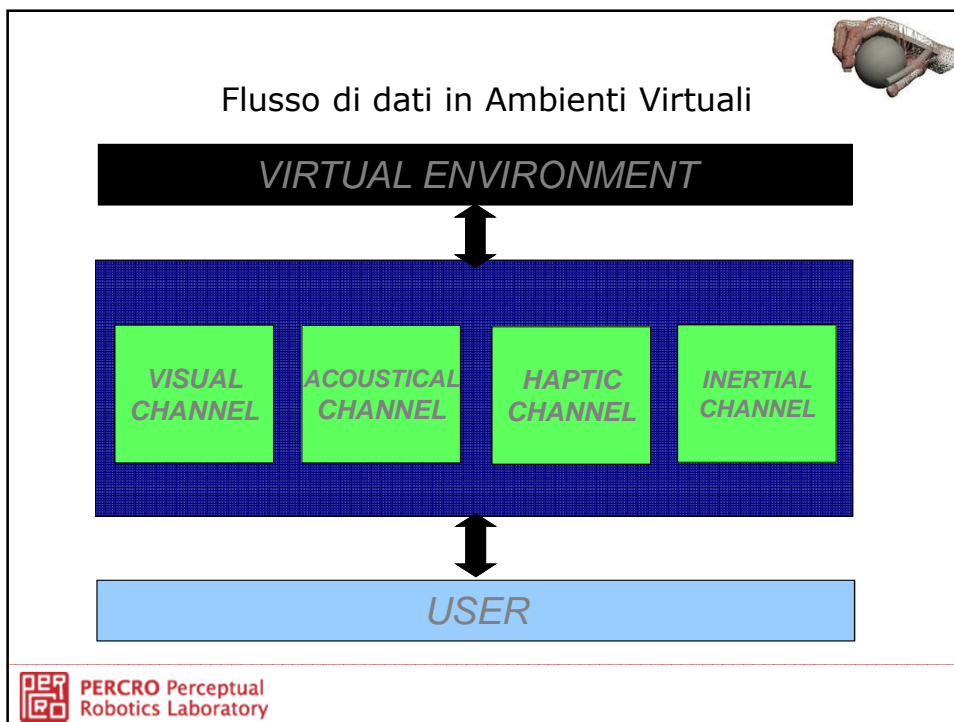 Flusso di dati in Ambienti Virtuali
VIRTUAL ENVIRONMENT
VISUAL
CHANNEL
ACOUSTICAL
CHANNEL
HAPTIC
CHANNEL
INERTIAL
CHANNEL
USER
PERCRO Perceptual
Robotics Laboratory